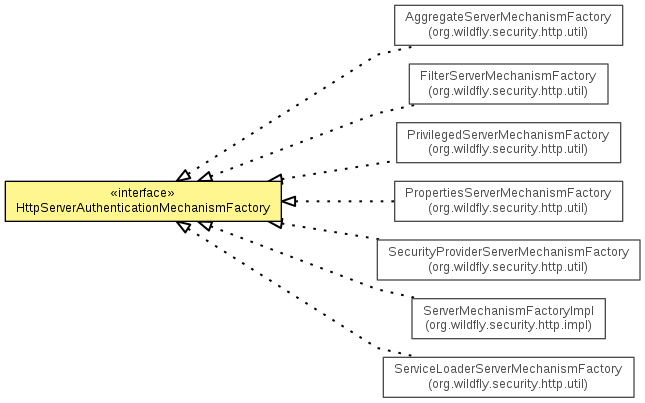 AggregateServerMechanismFactory
(org.wildfly.security.http.util)
FilterServerMechanismFactory
(org.wildfly.security.http.util)
PrivilegedServerMechanismFactory
(org.wildfly.security.http.util)
«interface»
HttpServerAuthenticationMechanismFactory
PropertiesServerMechanismFactory
(org.wildfly.security.http.util)
SecurityProviderServerMechanismFactory
(org.wildfly.security.http.util)
ServerMechanismFactoryImpl
(org.wildfly.security.http.impl)
ServiceLoaderServerMechanismFactory
(org.wildfly.security.http.util)